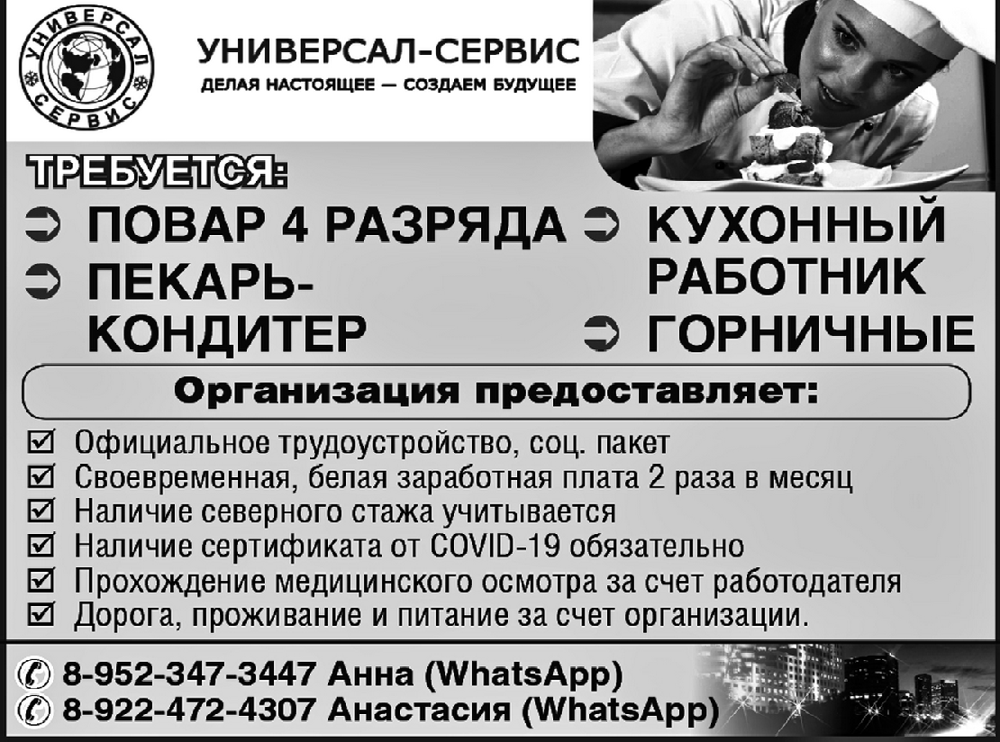 УНИВЕРСАЛ
СЕРВИС
УНИВЕРСАЛ-СЕРВИС
ДЕЛАЯ НАСТОЯЩЕЕ — СОЗДАЕМ БУДУЩЕЕ
ТРЕБУЕТСЯ:
ПОВАР 4 РАЗРЯДА
ПЕКАРЬ-
КОНДИТЕР
КУХОННЫЙ
РАБОТНИК
ГОРНИЧНЫЕ
Организация предоставляет:
Официальное трудоустройство, соц. пакет
Своевременная, белая заработная плата 2 раза в месяц
Наличие северного стажа учитывается
Наличие сертификата от COVID-19 обязательно
Прохождение медицинского осмотра за счет работодателя
Дорога, проживание и питание за счет организации.
8-952-347-3447 Анна (WhatsApp)
8-922-472-4307 Анастасия (WhatsApp)